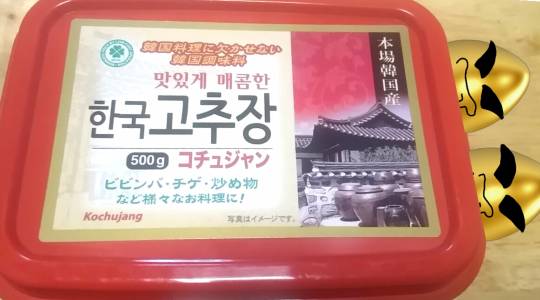 韓国料理に欠かせない
韓国調味料
맛있게 매콤한
한국고추장
500g コチュジャン
ビビンバ・チゲ・炒め物
など様々なお料理に!
Kochujang
写真はイメージです。
本場韓国産